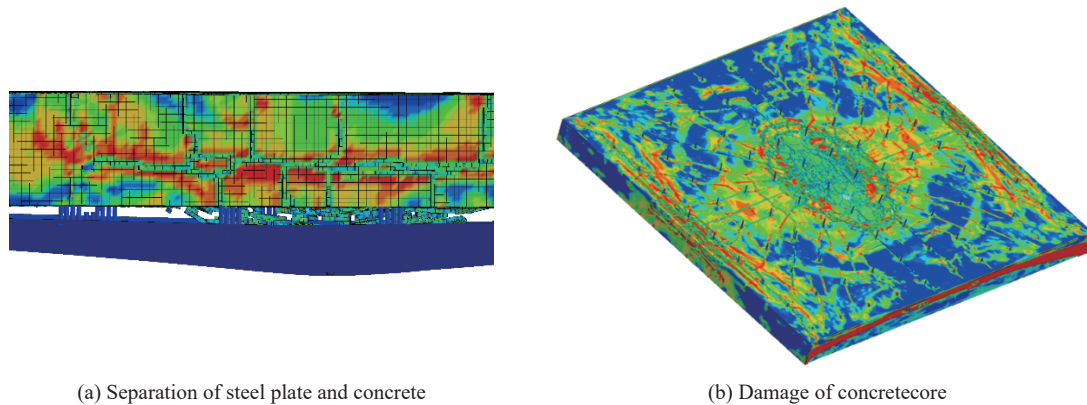 (a) Separation of steel plate and concrete
(b) Damage of concretecore